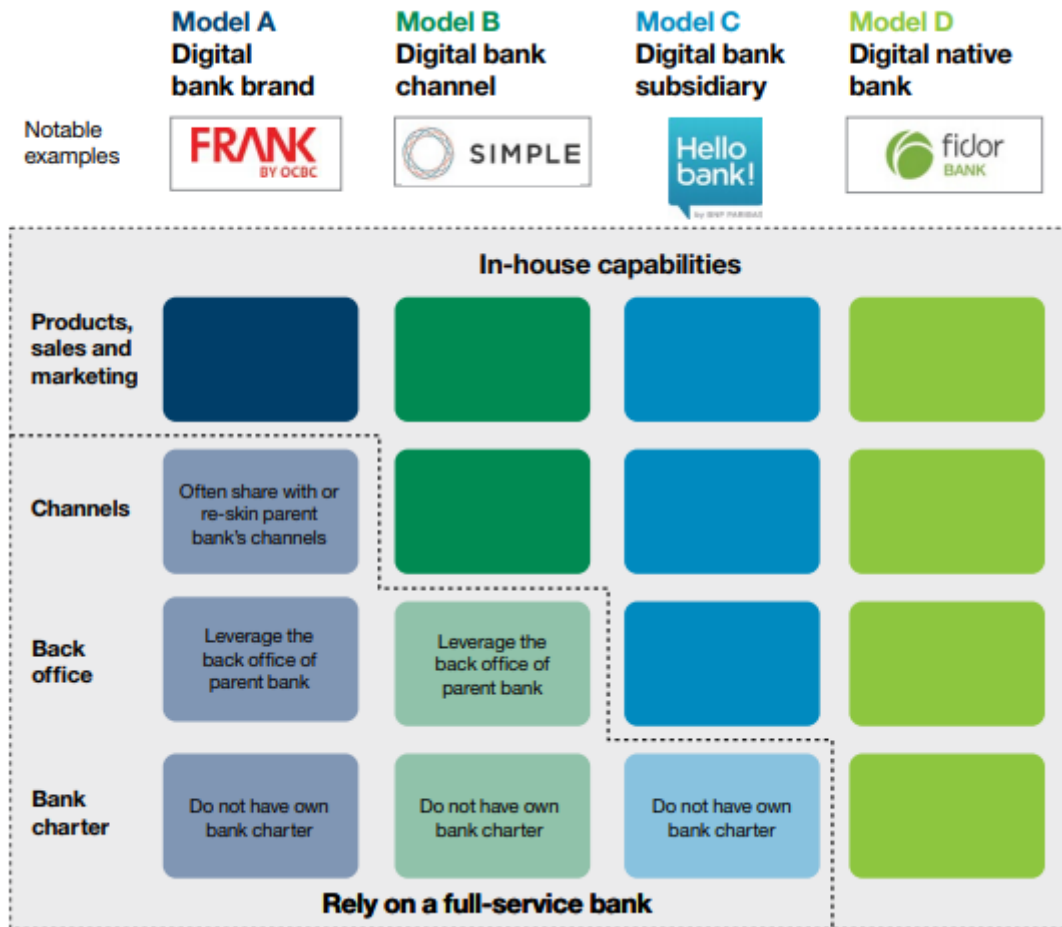 Model A
Digital
bank brand
Model B
Digital bank
channel
Model C
Digital bank
subsidiary
Model D
Digital native
bank
Notable
examples
FRANK
BY OCBC
SIMPLE
Hello
bank!
by BNP PARIBAS
fidor
BANK
In-house capabilities
Products,
sales and
marketing
Channels
Often share with or
re-skin parent
bank's channels
Back
office
Leverage the
back office of
parent bank
Leverage the
back office of
parent bank
Bank
charter
Do not have own
bank charter
Do not have own
bank charter
Do not have own
bank charter
Rely on a full-service bank